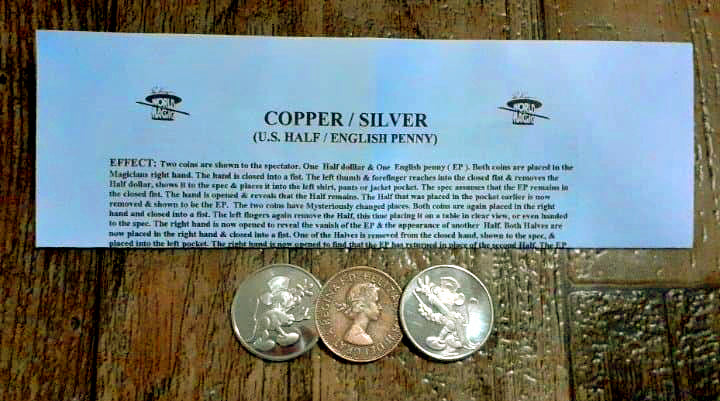 WORLD
MAGIC
WORLD
MAGIC
COPPER / SILVER
(U.S. HALF / ENGLISH PENNY)
EFFECT: Two coins are shown to the spectator. One Half dolllar & One English penny ( EP ). Both coins are placed in the
Magicians right hand. The hand is closed into a fist. The left thumb & forefinger reaches into the closed fist & removes the
Half dollar, shows it to the spec & places it into the left shirt, pants or jacket pocket. The spec assumes that the EP remains in
the closed fist. The hand is opened & reveals that the Half remains. The Half that was placed in the pocket earlier is now
removed & shown to be the EP. The two coins have Mysteriously changed places. Both coins are again placed in the right
hand and closed into a fist. The left fingers again remove the Half, this time placing it on a table in clear view, or even handed
to the spec. The right hand is now opened to reveal the vanish of the EP & the appearance of another Half. Both Halves are
now placed in the right hand & closed into a fist. One of the Halves is removed from the closed hand, shown to the spec, &
placed into the left pocket. The right hand is now opened to find that the EP has returned in place of the second Half. The EP